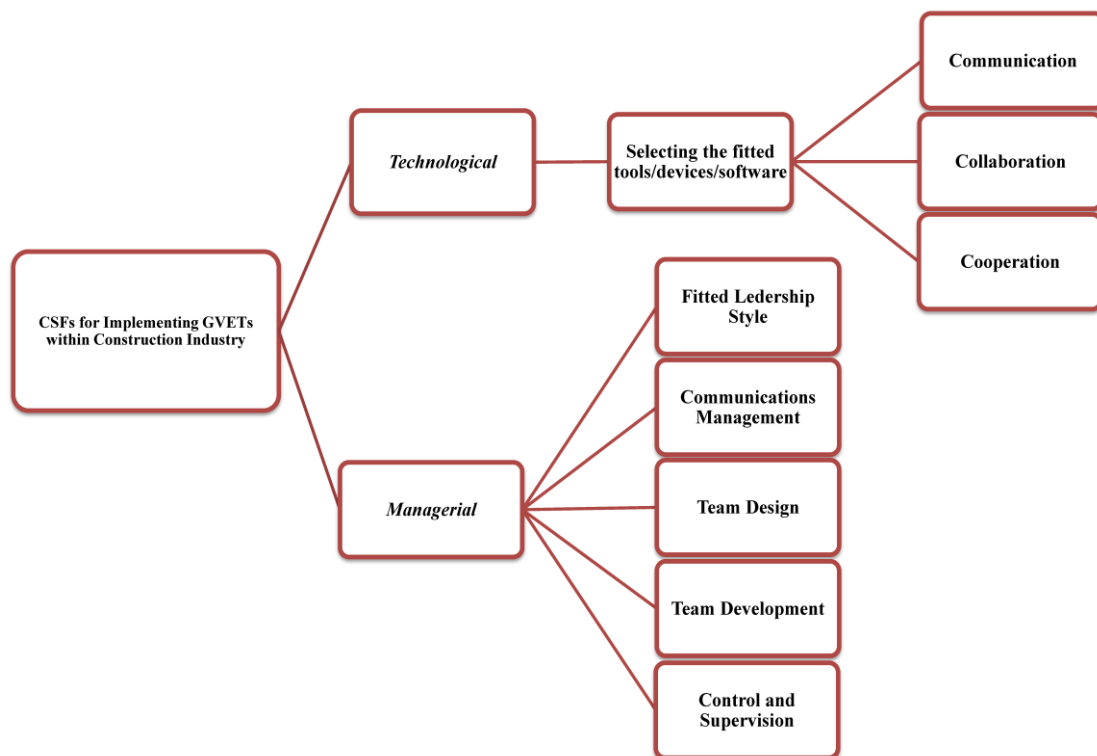 Communication
Technological
Selecting the fitted
tools/devices/software
Collaboration
Cooperation
CSFs for Implementing GVETs
within Construction Industry
Fitted Ledership
Style
Communications
Management
Managerial
Team Design
Team Development
Control and
Supervision